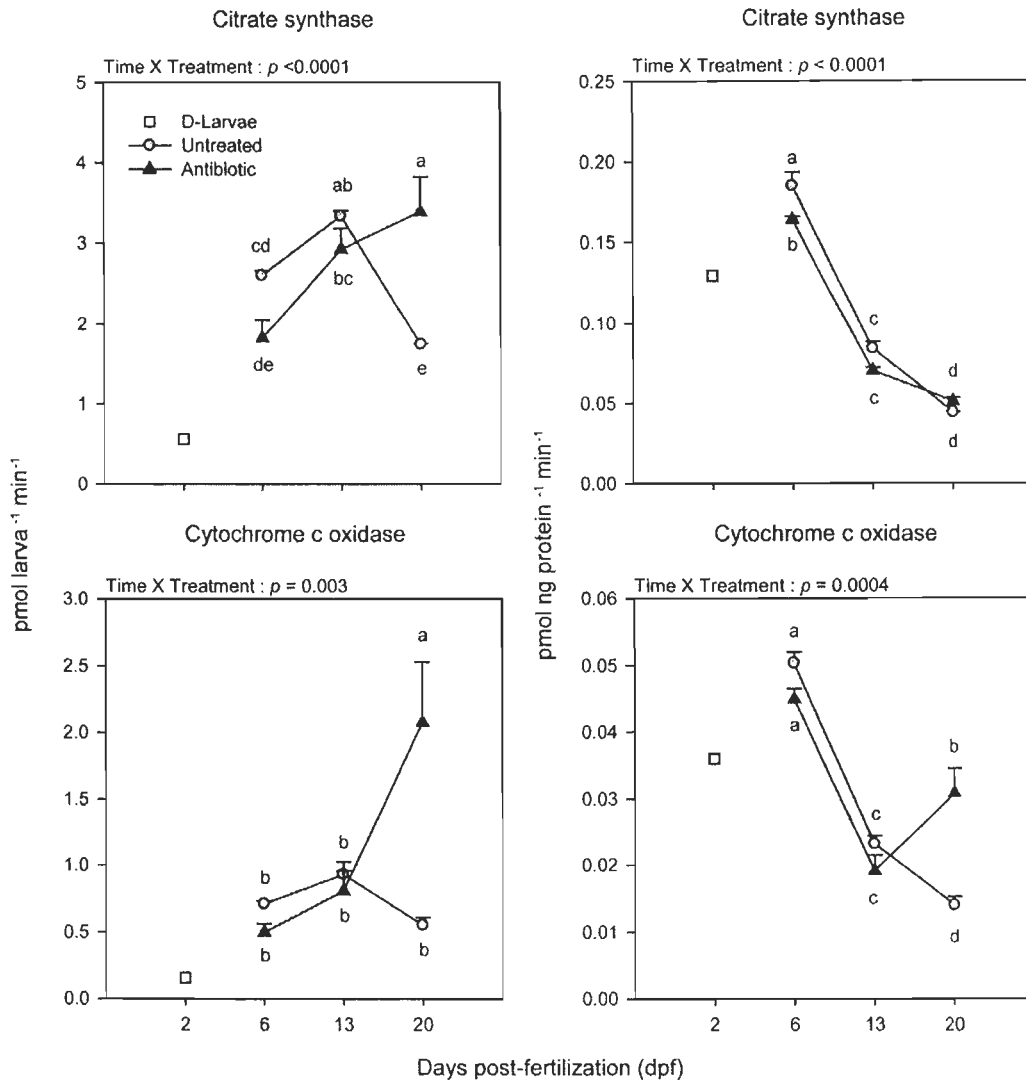 Citrate synthase
Time X Treatment : p <0.0001
5
4
3
2
1
0
D-Larvae
Untreated
Antiblotic
cd
ab
a
de
bc
e
Citrate synthase
Time X Treatment : p < 0.0001
0.25
0.20
0.15
0.10
0.05
0.00
a
b
c
c
d
d
Cytochrome c oxidase
Time X Treatment : p = 0.003
3.0
2.5
2.0
1.5
1.0
0.5
0.0
a
b
b
b
b
b
2
6
13
20
Cytochrome c oxidase
Time X Treatment : p = 0.0004
0.06
0.05
0.04
0.03
0.02
0.01
0.00
a
a
c
c
b
d
2
6
13
20
pmol larva⁻¹ min⁻¹
pmol ng protein ⁻¹ min⁻¹
Days post-fertilization (dpf)